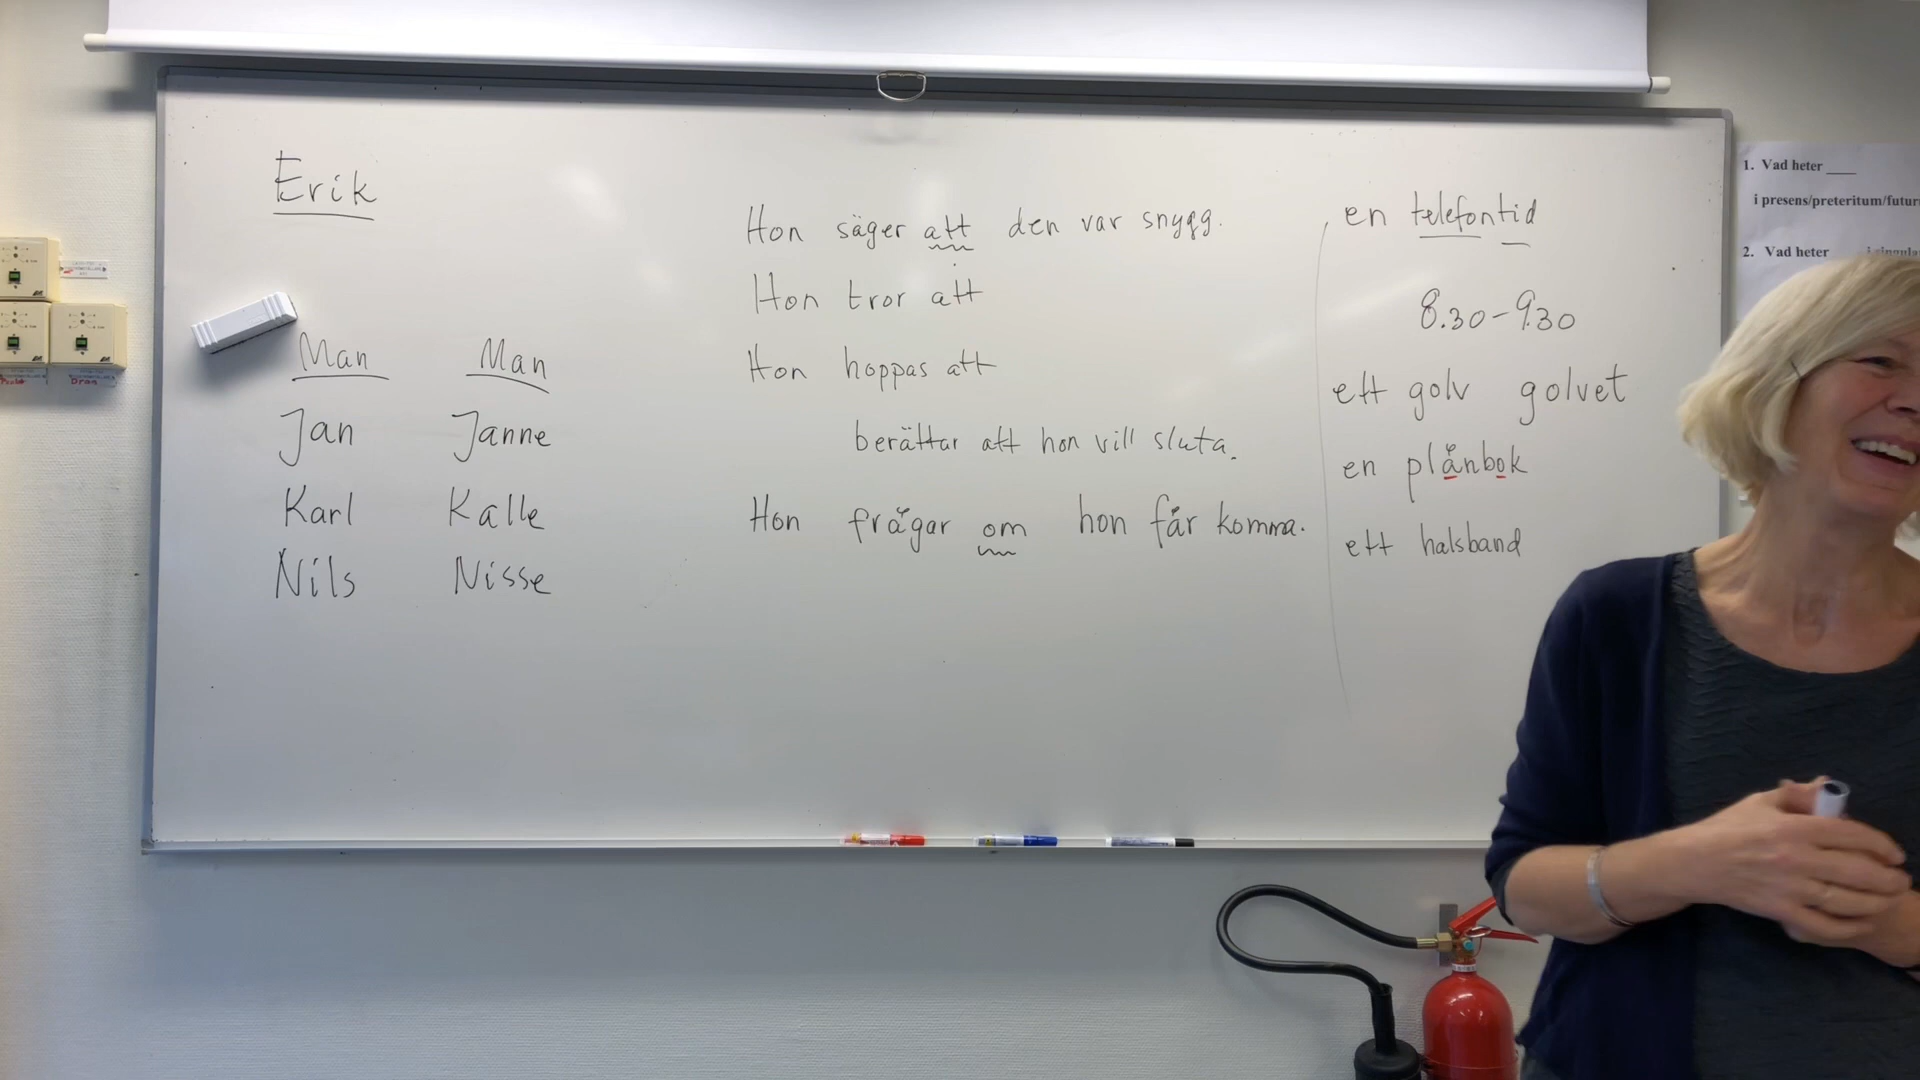 Erik
Man Man
Jan Janne
Karl Kalle
Nils Nisse
Hon säger att den var snygg.
Hon tror att
Hon hoppas att
berättar att hon vill sluta.
Hon frågar om hon får komma.
en telefontid
8.30-9.30
ett golv golvet
en plånbok
ett halsband
1. Vad heter ____
i presens/preteritum/futur
2. Vad heter